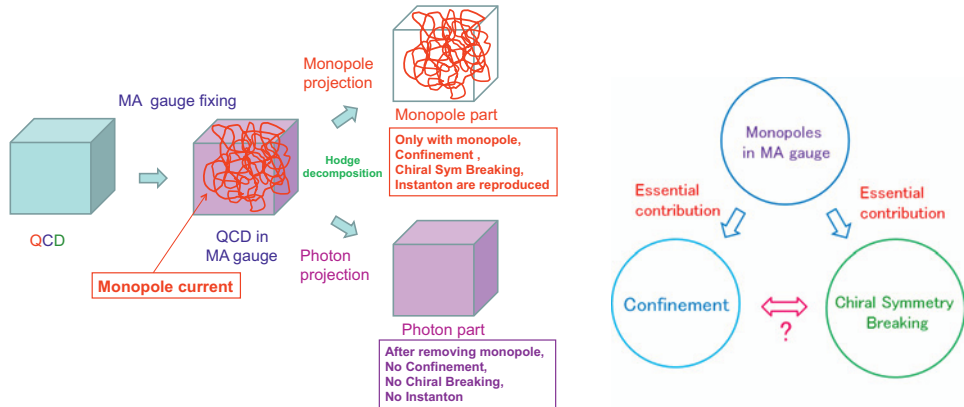 Monopole
projection
MA gauge fixing
Monopole part
Only with monopole,
Confinement ,
Chiral Sym Breaking,
Instanton are reproduced
Hodge
decomposition
QCD
QCD in
MA gauge
Monopole current
Photon
projection
Photon part
After removing monopole,
No Confinement,
No Chiral Breaking,
No Instanton
Monopoles
in MA gauge
Essential
contribution
Essential
contribution
Confinement
?
Chiral Symmetry
Breaking